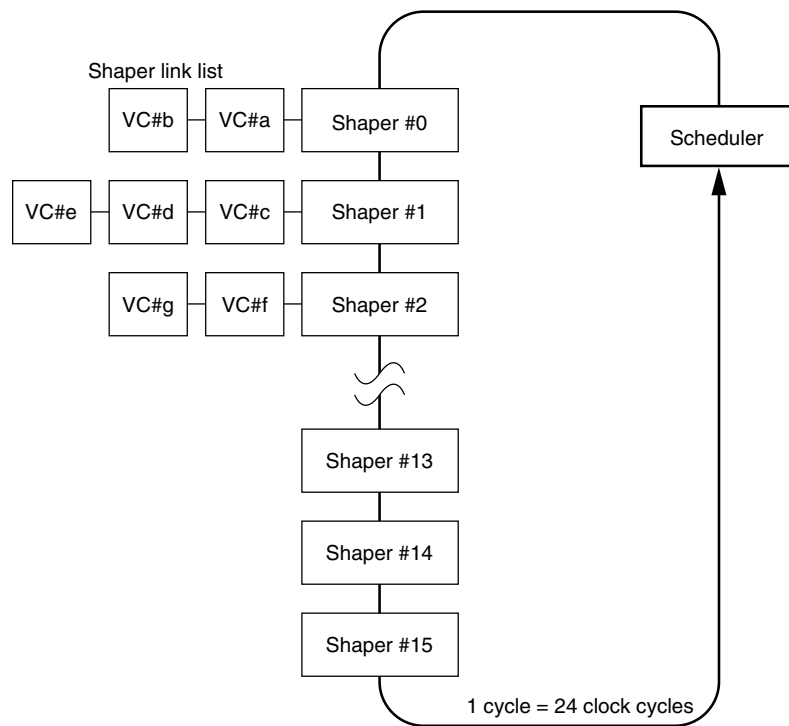 Shaper link list
VC#b
VC#a
Shaper #0
Scheduler
VC#e
VC#d
VC#c
Shaper #1
VC#g
VC#f
Shaper #2
Shaper #13
Shaper #14
Shaper #15
1 cycle = 24 clock cycles